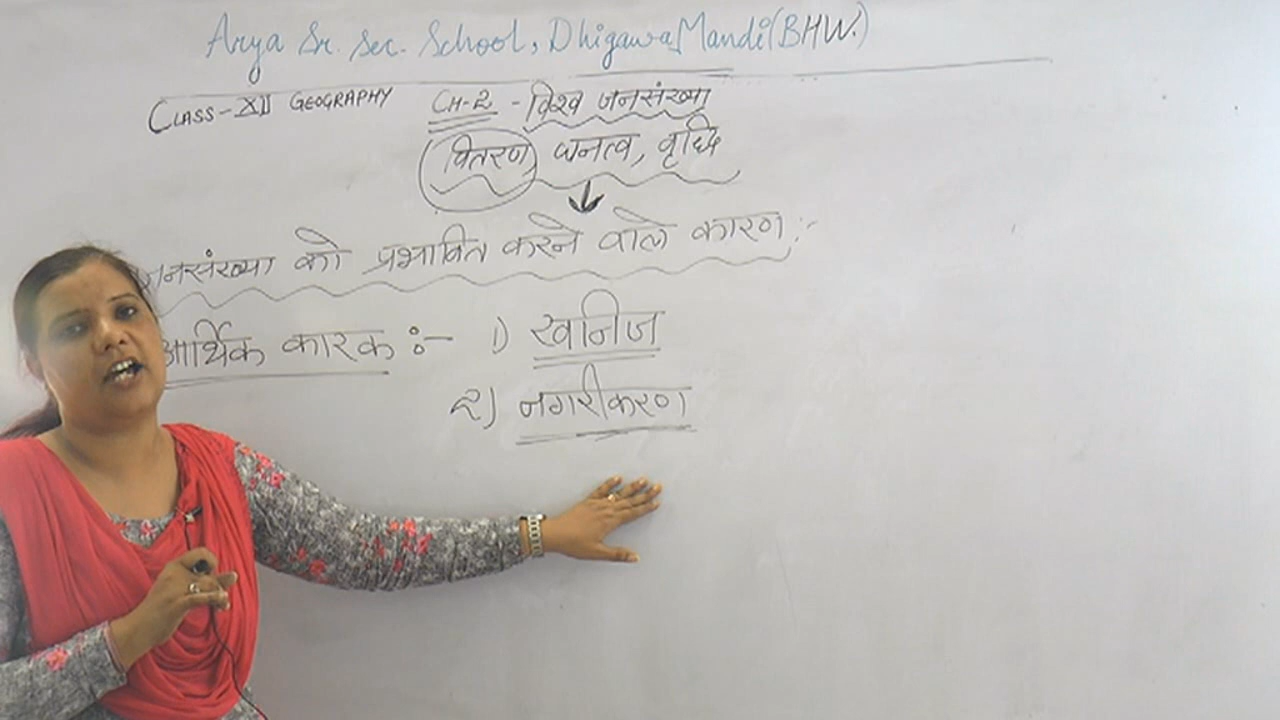 Arya Sr. Sec. School, Dhigawa Mandi (BHW.)
CLASS-XII GEOGRAPHY CH-2 - विश्व जनसंख्या
वितरण घनत्व, वृद्धि
जनसंख्या को प्रभावित करने वाले कारण :-
आर्थिक कारक :- 1) खनिज
2) नगरीकरण